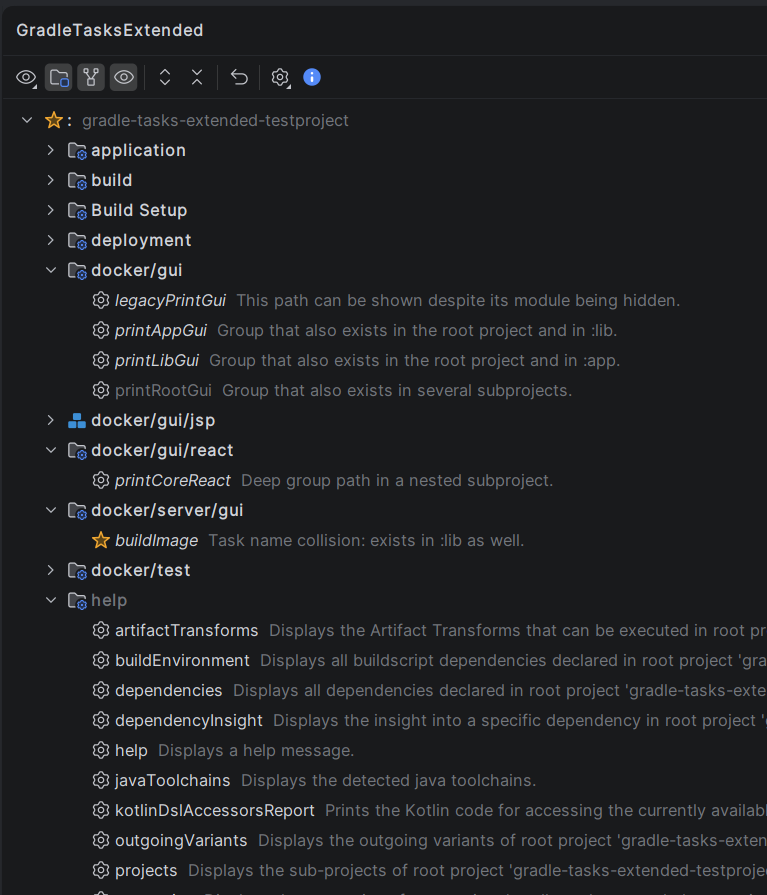 GradleTasksExtended
: gradle-tasks-extended-testproject
application
build
Build Setup
deployment
docker/gui
legacyPrintGui This path can be shown despite its module being hidden.
printAppGui Group that also exists in the root project and in :lib.
printLibGui Group that also exists in the root project and in :app.
printRootGui Group that also exists in several subprojects.
docker/gui/jsp
docker/gui/react
printCoreReact Deep group path in a nested subproject.
docker/server/gui
buildImage Task name collision: exists in :lib as well.
docker/test
help
artifactTransforms Displays the Artifact Transforms that can be executed in root pr
buildEnvironment Displays all buildscript dependencies declared in root project 'gra
dependencies Displays all dependencies declared in root project 'gradle-tasks-exte
dependencyInsight Displays the insight into a specific dependency in root project '
help Displays a help message.
javaToolchains Displays the detected java toolchains.
kotlinDslAccessorsReport Prints the Kotlin code for accessing the currently availab
outgoingVariants Displays the outgoing variants of root project 'gradle-tasks-exten
projects Displays the sub-projects of root project 'gradle-tasks-extended-testproje